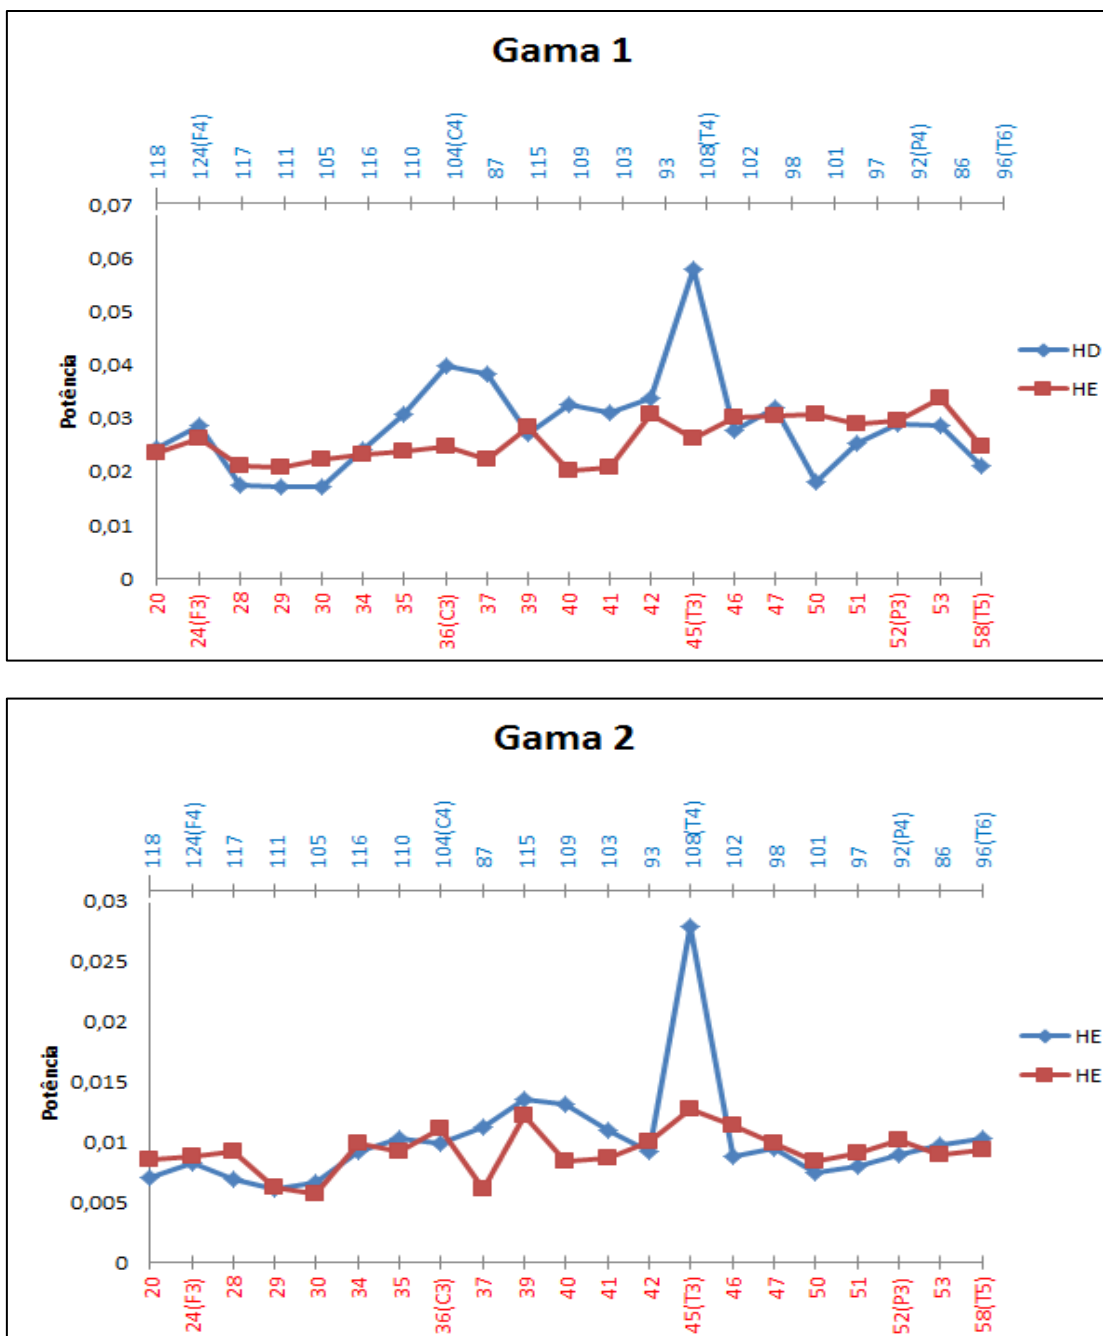 Gama 1
118 124(F4) 117 111 105 116 110 104(C4) 87 115 109 103 93 108(T4) 102 98 101 97 92(P4) 86 96(T6)
0,07
0,06
0,05
0,04
0,03
0,02
0,01
0
Potência
HD
HE
20 24(F3) 28 29 30 34 35 36(C3) 37 39 40 41 42 45(T3) 46 47 50 51 52(P3) 53 58(T5)
Gama 2
118 124(F4) 117 111 105 116 110 104(C4) 87 115 109 103 93 108(T4) 102 98 101 97 92(P4) 86 96(T6)
0,03
0,025
0,02
0,015
0,01
0,005
0
Potência
HE
HE
20 24(F3) 28 29 30 34 35 36(C3) 37 39 40 41 42 45(T3) 46 47 50 51 52(P3) 53 58(T5)